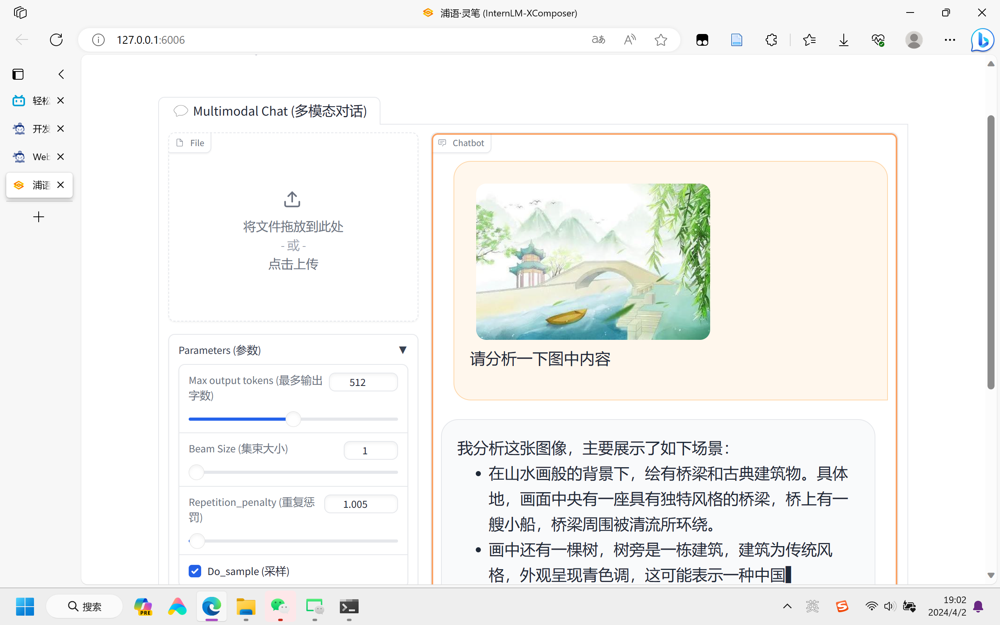 浦语·灵笔 (InternLM-XComposer)
127.0.0.1:6006
aあ
轻松
开发
Web
浦语
Multimodal Chat (多模态对话)
File
将文件拖放到此处
- 或 -
点击上传
Parameters (参数)
Max output tokens (最多输出
字数)
512
Beam Size (集束大小)
1
Repetition_penalty (重复惩
罚)
1.005
Do_sample (采样)
Chatbot
请分析一下图中内容
我分析这张图像，主要展示了如下场景：
• 在山水画般的背景下，绘有桥梁和古典建筑物。具体
地，画面中央有一座具有独特风格的桥梁，桥上有一
艘小船，桥梁周围被清流所环绕。
• 画中还有一棵树，树旁是一栋建筑，建筑为传统风
格，外观呈现青色调，这可能表示一种中国
搜索
PRE
英
19:02
2024/4/2